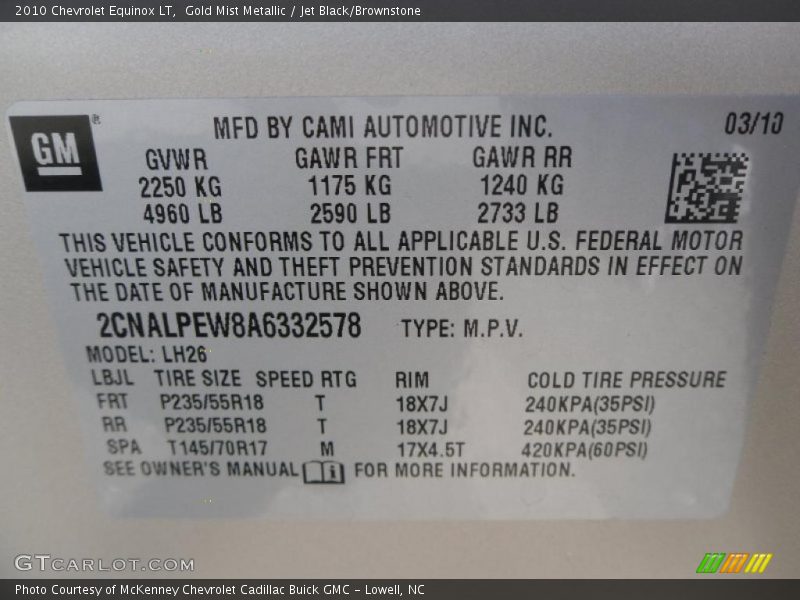 2010 Chevrolet Equinox LT,  Gold Mist Metallic / Jet Black/Brownstone
GM ®
MFD BY CAMI AUTOMOTIVE INC. 03/10
GVWR GAWR FRT GAWR RR
2250 KG 1175 KG 1240 KG
4960 LB 2590 LB 2733 LB
THIS VEHICLE CONFORMS TO ALL APPLICABLE U.S. FEDERAL MOTOR
VEHICLE SAFETY AND THEFT PREVENTION STANDARDS IN EFFECT ON
THE DATE OF MANUFACTURE SHOWN ABOVE.
2CNALPEW8A6332578 TYPE: M.P.V.
MODEL: LH26
LBJL TIRE SIZE SPEED RTG RIM COLD TIRE PRESSURE
FRT P235/55R18 T 18X7J 240KPA(35PSI)
RR P235/55R18 T 18X7J 240KPA(35PSI)
SPA T145/70R17 M 17X4.5T 420KPA(60PSI)
SEE OWNER'S MANUAL i FOR MORE INFORMATION.
GTCARLOT.COM
Photo Courtesy of McKenney Chevrolet Cadillac Buick GMC - Lowell, NC